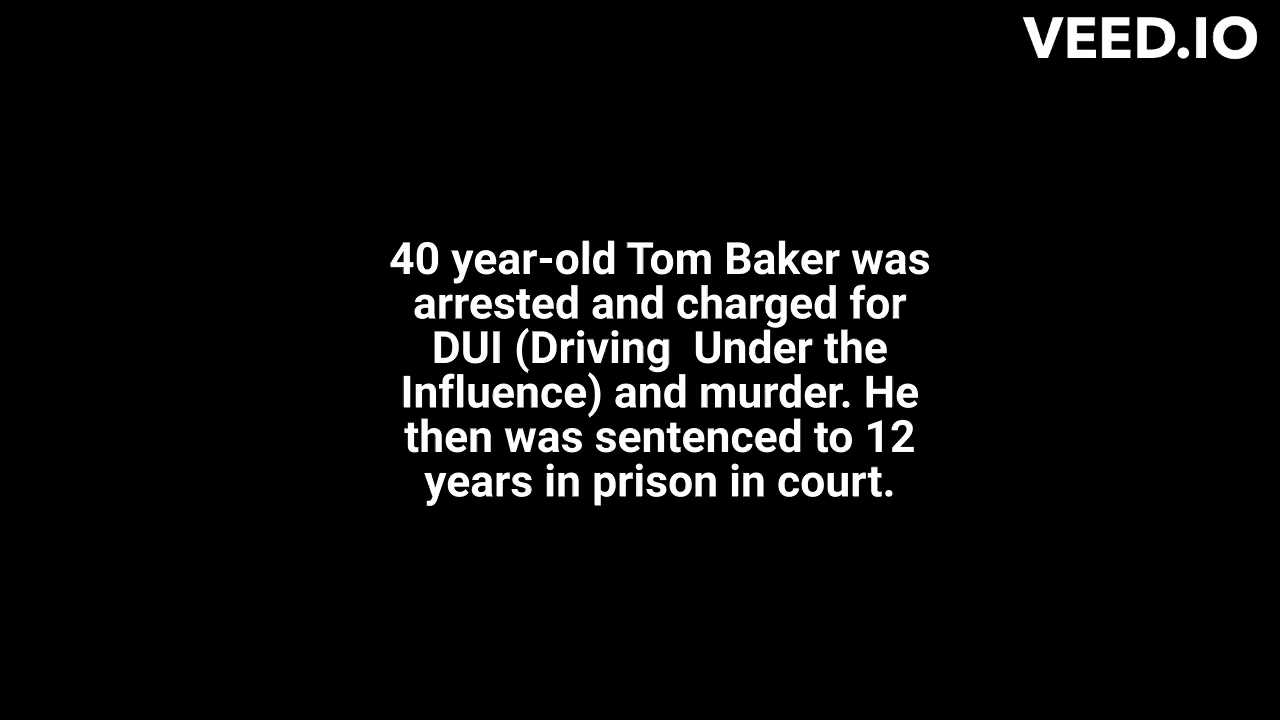 VEED.IO
40 year-old Tom Baker was
arrested and charged for
DUI (Driving  Under the
Influence) and murder. He
then was sentenced to 12
years in prison in court.